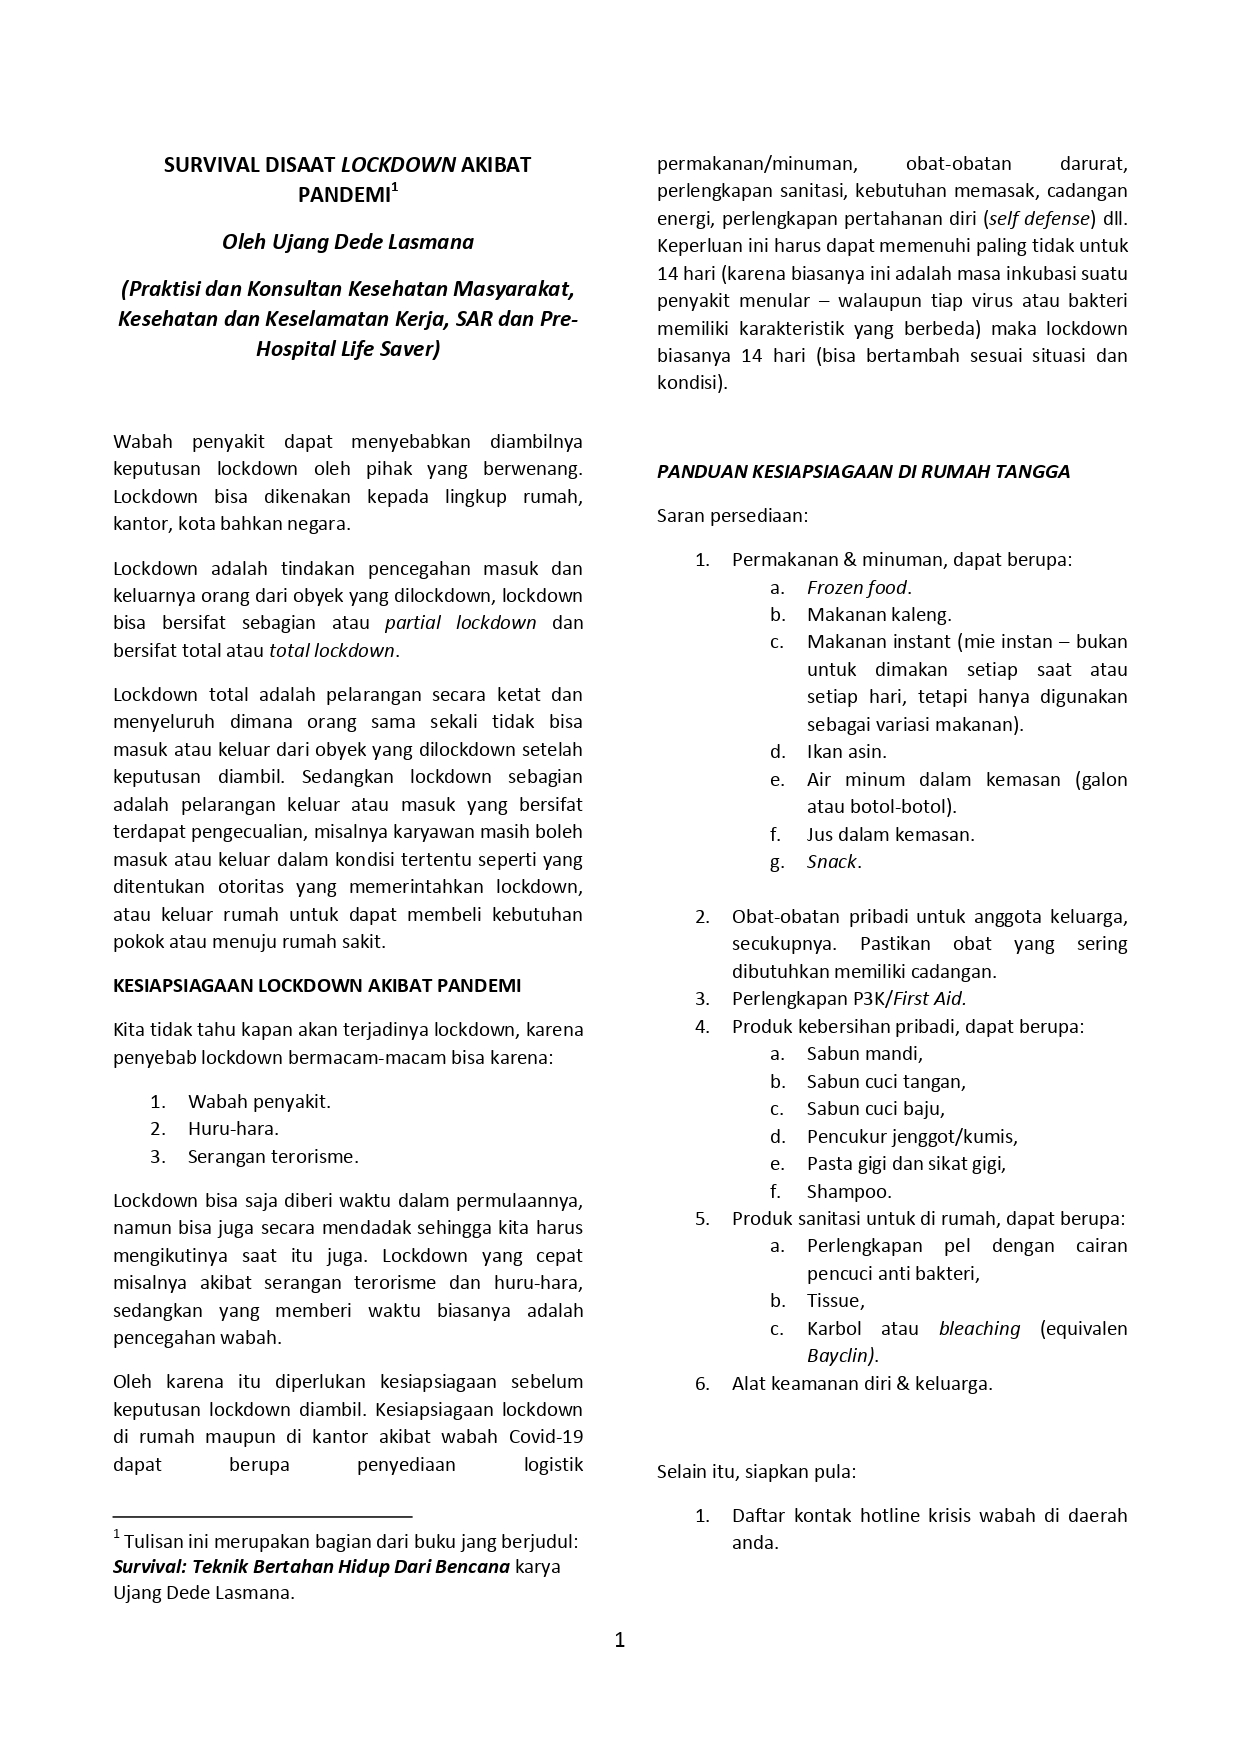 SURVIVAL DISAAT LOCKDOWN AKIBAT
PANDEMI1
Oleh Ujang Dede Lasmana
(Praktisi dan Konsultan Kesehatan Masyarakat,
Kesehatan dan Keselamatan Kerja, SAR dan Pre-
Hospital Life Saver)
Wabah penyakit dapat menyebabkan diambilnya
keputusan lockdown oleh pihak yang berwenang.
Lockdown bisa dikenakan kepada lingkup rumah,
kantor, kota bahkan negara.
Lockdown adalah tindakan pencegahan masuk dan
keluarnya orang dari obyek yang dilockdown, lockdown
bisa bersifat sebagian atau partial lockdown dan
bersifat total atau total lockdown.
Lockdown total adalah pelarangan secara ketat dan
menyeluruh dimana orang sama sekali tidak bisa
masuk atau keluar dari obyek yang dilockdown setelah
keputusan diambil. Sedangkan lockdown sebagian
adalah pelarangan keluar atau masuk yang bersifat
terdapat pengecualian, misalnya karyawan masih boleh
masuk atau keluar dalam kondisi tertentu seperti yang
ditentukan otoritas yang memerintahkan lockdown,
atau keluar rumah untuk dapat membeli kebutuhan
pokok atau menuju rumah sakit.
KESIAPSIAGAAN LOCKDOWN AKIBAT PANDEMI
Kita tidak tahu kapan akan terjadinya lockdown, karena
penyebab lockdown bermacam-macam bisa karena:
1. Wabah penyakit.
2. Huru-hara.
3. Serangan terorisme.
Lockdown bisa saja diberi waktu dalam permulaannya,
namun bisa juga secara mendadak sehingga kita harus
mengikutinya saat itu juga. Lockdown yang cepat
misalnya akibat serangan terorisme dan huru-hara,
sedangkan yang memberi waktu biasanya adalah
pencegahan wabah.
Oleh karena itu diperlukan kesiapsiagaan sebelum
keputusan lockdown diambil. Kesiapsiagaan lockdown
di rumah maupun di kantor akibat wabah Covid-19
dapat berupa penyediaan logistik
1 Tulisan ini merupakan bagian dari buku jang berjudul:
Survival: Teknik Bertahan Hidup Dari Bencana karya
Ujang Dede Lasmana.
permakanan/minuman, obat-obatan darurat,
perlengkapan sanitasi, kebutuhan memasak, cadangan
energi, perlengkapan pertahanan diri (self defense) dll.
Keperluan ini harus dapat memenuhi paling tidak untuk
14 hari (karena biasanya ini adalah masa inkubasi suatu
penyakit menular – walaupun tiap virus atau bakteri
memiliki karakteristik yang berbeda) maka lockdown
biasanya 14 hari (bisa bertambah sesuai situasi dan
kondisi).
PANDUAN KESIAPSIAGAAN DI RUMAH TANGGA
Saran persediaan:
1. Permakanan & minuman, dapat berupa:
a. Frozen food.
b. Makanan kaleng.
c. Makanan instant (mie instan – bukan
untuk dimakan setiap saat atau
setiap hari, tetapi hanya digunakan
sebagai variasi makanan).
d. Ikan asin.
e. Air minum dalam kemasan (galon
atau botol-botol).
f. Jus dalam kemasan.
g. Snack.
2. Obat-obatan pribadi untuk anggota keluarga,
secukupnya. Pastikan obat yang sering
dibutuhkan memiliki cadangan.
3. Perlengkapan P3K/First Aid.
4. Produk kebersihan pribadi, dapat berupa:
a. Sabun mandi,
b. Sabun cuci tangan,
c. Sabun cuci baju,
d. Pencukur jenggot/kumis,
e. Pasta gigi dan sikat gigi,
f. Shampoo.
5. Produk sanitasi untuk di rumah, dapat berupa:
a. Perlengkapan pel dengan cairan
pencuci anti bakteri,
b. Tissue,
c. Karbol atau bleaching (equivalen
Bayclin).
6. Alat keamanan diri & keluarga.
Selain itu, siapkan pula:
1. Daftar kontak hotline krisis wabah di daerah
anda.
1